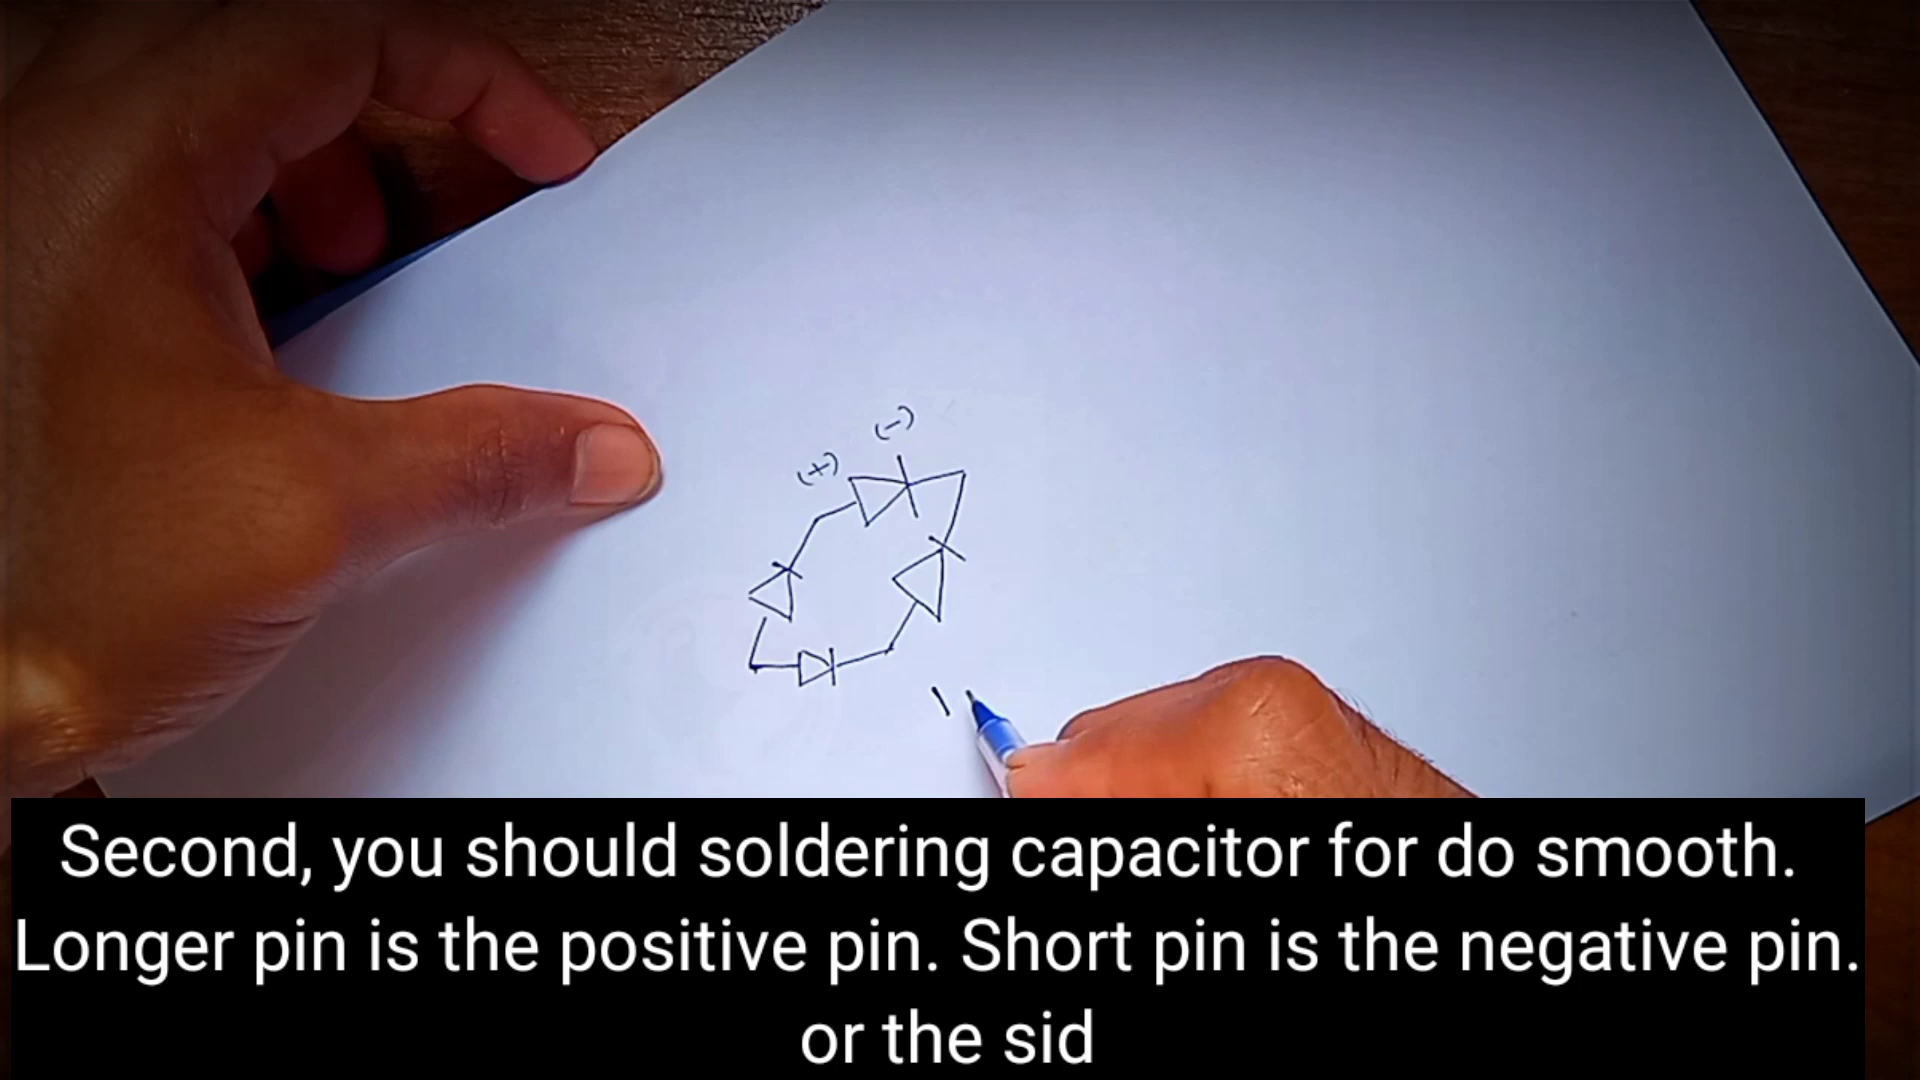 (-)
(+)
Second, you should soldering capacitor for do smooth.
Longer pin is the positive pin. Short pin is the negative pin.
or the sid